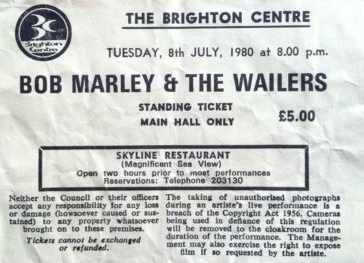 Brighton
Centre
THE BRIGHTON CENTRE
TUESDAY, 8th JULY, 1980 at 8.00 p.m.
BOB MARLEY & THE WAILERS
STANDING TICKET
MAIN HALL ONLY
£5.00
SKYLINE RESTAURANT
(Magnificent Sea View)
Open two hours prior to most performances
Reservations: Telephone 203130
Neither the Council or their officers
accept any responsibility for any loss
or damage (howsoever caused or sus-
tained) to any property whatsoever
brought on to these premises.
Tickets cannot be exchanged
or refunded.
The taking of unauthorised photographs
during an artiste's live performance is a
breach of the Copyright Act 1956. Cameras
being used in defiance of this regulation
will be removed to the cloakroom for the
duration of the performance. The Manage-
ment may also exercise the right to expose
film if so requested by the artiste.